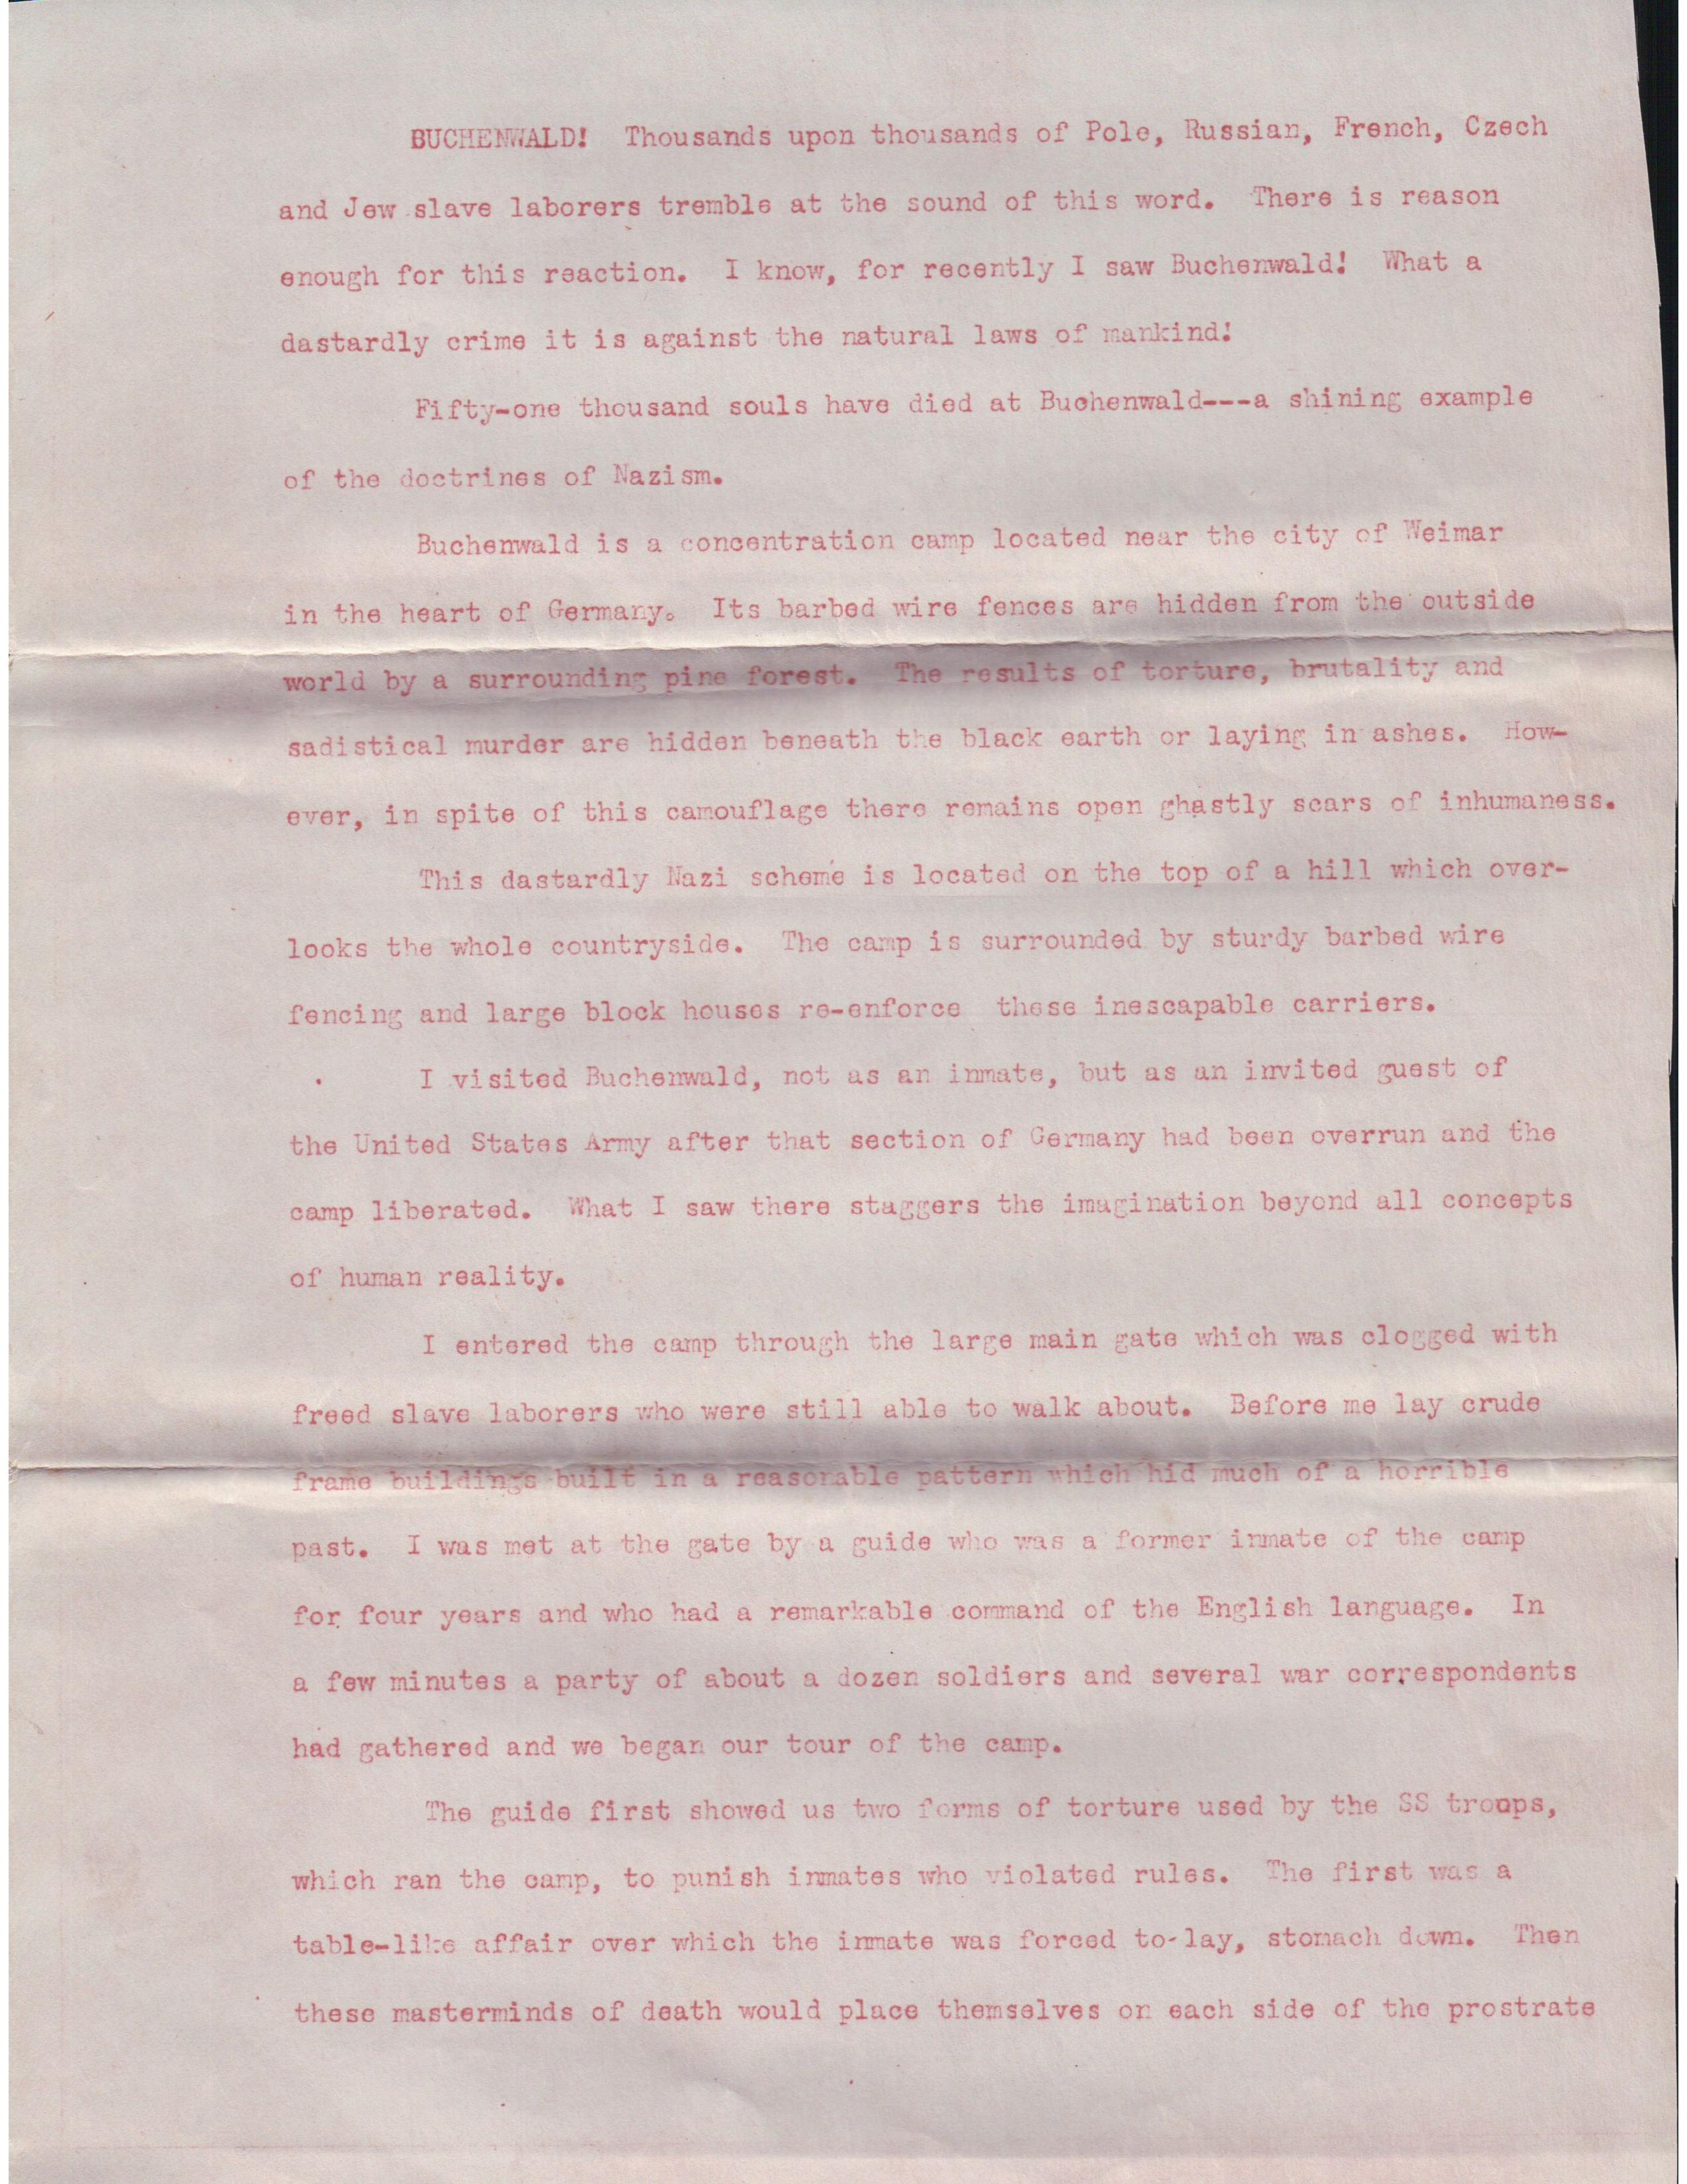 BUCHENWALD! Thousands upon thousands of Pole, Russian, French, Czech
and Jew slave laborers tremble at the sound of this word. There is reason
enough for this reaction. I know, for recently I saw Buchenwald! What a
dastardly crime it is against the natural laws of mankind!
Fifty-one thousand souls have died at Buchenwald---a shining example
of the doctrines of Nazism.
Buchenwald is a concentration camp located near the city of Weimar
in the heart of Germany. Its barbed wire fences are hidden from the outside
world by a surrounding pine forest. The results of torture, brutality and
sadistical murder are hidden beneath the black earth or laying in ashes. How-
ever, in spite of this camouflage there remains open ghastly scars of inhumaness.
This dastardly Nazi scheme is located on the top of a hill which over-
looks the whole countryside. The camp is surrounded by sturdy barbed wire
fencing and large block houses re-enforce these inescapable carriers.
I visited Buchenwald, not as an inmate, but as an invited guest of
the United States Army after that section of Germany had been overrun and the
camp liberated. What I saw there staggers the imagination beyond all concepts
of human reality.
I entered the camp through the large main gate which was clogged with
freed slave laborers who were still able to walk about. Before me lay crude
frame buildings built in a reasonable pattern which hid much of a horrible
past. I was met at the gate by a guide who was a former inmate of the camp
for four years and who had a remarkable command of the English language. In
a few minutes a party of about a dozen soldiers and several war correspondents
had gathered and we began our tour of the camp.
The guide first showed us two forms of torture used by the SS troops,
which ran the camp, to punish inmates who violated rules. The first was a
table-like affair over which the inmate was forced to-lay, stomach down. Then
these masterminds of death would place themselves on each side of the prostrate